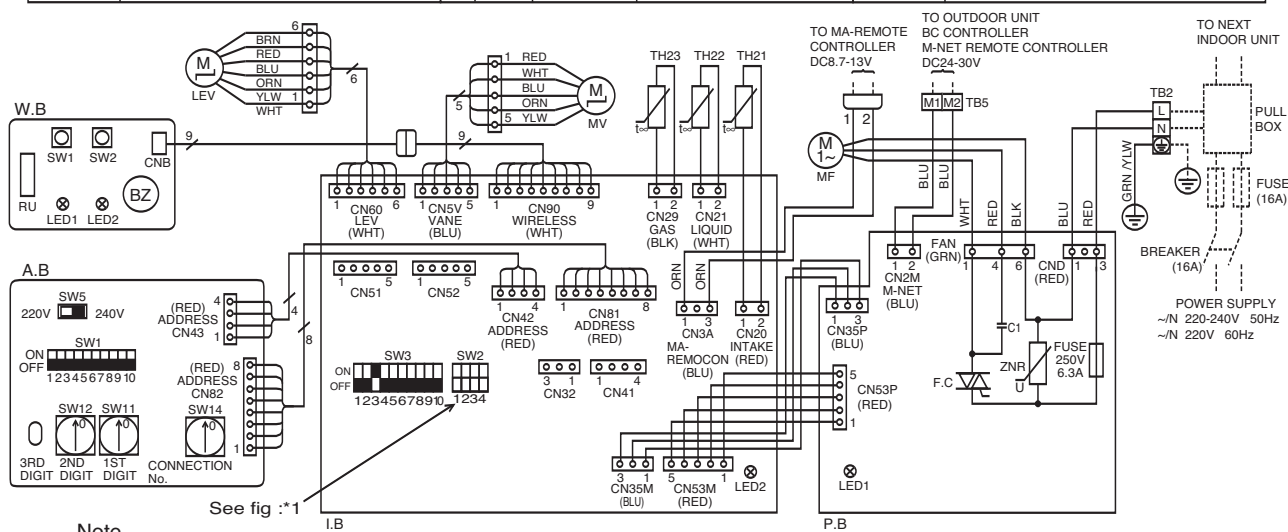 TO MA-REMOTE
CONTROLLER
DC8.7-13V
TO OUTDOOR UNIT
BC CONTROLLER
M-NET REMOTE CONTROLLER
DC24-30V
TO NEXT
INDOOR UNIT
6
BRN
RED
BLU
ORN
YLW
1
WHT
M
LEV
6
1
RED
WHT
BLU
ORN
5
YLW
M
MV
5
TH23
TH22
TH21
t∞
t∞
t∞
1 2
M1 M2
TB5
TB2
L
N
PULL
BOX
W.B
SW1
SW2
CNB
9
9
RU
LED1
LED2
BZ
M
1~
MF
BLU
BLU
WHT
RED
BLK
BLU
RED
GRN /YLW
FUSE
(16A)
BREAKER
(16A)
POWER SUPPLY
~/N 220-240V 50Hz
~/N 220V 60Hz
1
6
CN60
LEV
(WHT)
1
5
CN5V
VANE
(BLU)
1
9
CN90
WIRELESS
(WHT)
1 2
CN29
GAS
(BLK)
1 2
CN21
LIQUID
(WHT)
ORN
ORN
1 2
CN2M
M-NET
(BLU)
FAN
(GRN)
1
4
6
CND
(RED)
1
3
A.B
SW5
220V
240V
4
(RED)
ADDRESS
CN43
1
4
8
SW1
ON
OFF
12345678910
8
(RED)
ADDRESS
CN82
1
SW12
0
SW11
0
SW14
0
3RD
DIGIT
2ND
DIGIT
1ST
DIGIT
CONNECTION
No.
1
5
CN51
1
5
CN52
1
4
CN42
ADDRESS
(RED)
1
8
CN81
ADDRESS
(RED)
1
3
CN3A
MA-
REMOCON
(BLU)
1 2
CN20
INTAKE
(RED)
1
3
CN35P
(BLU)
C1
F.C
ZNR
U
FUSE
250V
6.3A
SW3
ON
OFF
12345678910
SW2
1234
3
1
CN32
1
4
CN41
5
CN53P
(RED)
1
3
1
CN35M
(BLU)
5
1
CN53M
(RED)
LED2
LED1
See fig :*1
I.B
P.B
Note